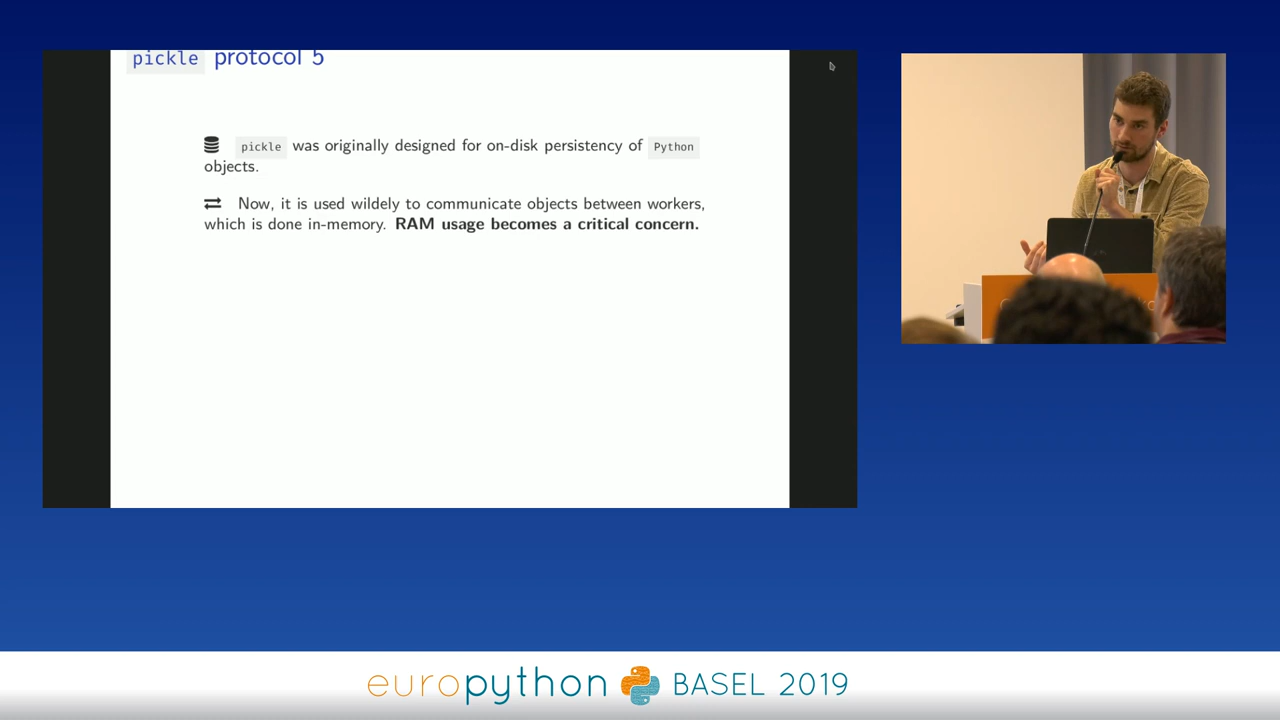 pickle protocol 5
pickle was originally designed for on-disk persistency of Python
objects.
Now, it is used wildely to communicate objects between workers,
which is done in-memory. RAM usage becomes a critical concern.
europython BASEL 2019